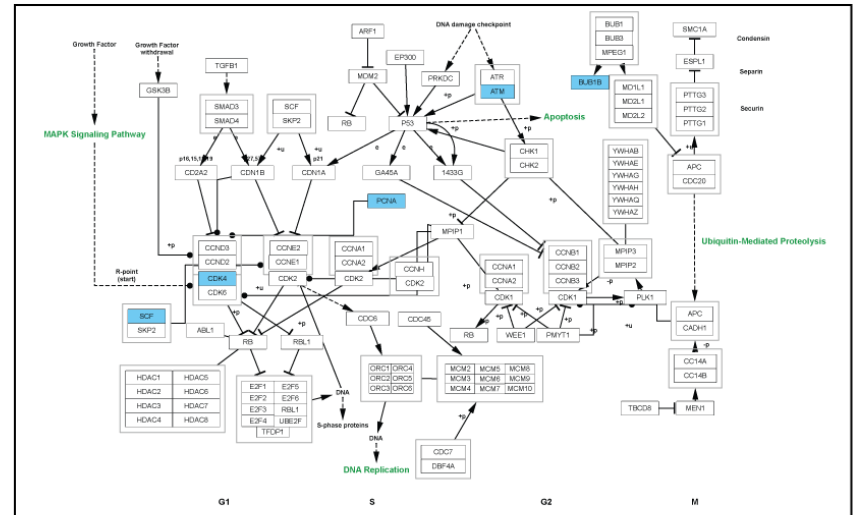 DNA damage checkpoint
Growth Factor
Growth Factor
withdrawal
ARF1
BUB1
BUB3
MPEG1
SMC1A
Condensin
TGFB1
EP300
MDM2
PRKDC
ATR
ATM
BUB1B
ESPL1
Separin
GSK3B
MD1L1
MD2L1
MD2L2
PTTG3
PTTG2
PTTG1
Securin
SMAD3
SMAD4
SCF
SKP2
RB
P53
Apoptosis
MAPK Signaling Pathway
+p
+p
+u
+u
e
e
e
e
p21
CHK1
CHK2
YWHAB
YWHAE
YWHAG
YWHAH
YWHAQ
YWHAZ
APC
CDC20
CD2A2
CDN1B
CDN1A
GA45A
1433G
+p
PCNA
+p
MPIP1
Ubiquitin-Mediated Proteolysis
+p
CCND3
CCND2
CDK4
CDK6
CCNE2
CCNE1
CDK2
CCNA1
CCNA2
CDK2
CCNH
CDK2
CCNA1
CCNA2
CDK1
CCNB1
CCNB2
CCNB3
CDK1
MPIP3
MPIP2
PLK1
R-point
(start)
+u
-p
+p
+u
SCF
SKP2
ABL1
RB
RBL1
+p
+p
CDC6
CDC45
RB
WEE1
PMYT1
+p
+p
APC
CADH1
-p
CC14A
CC14B
HDAC1
HDAC5
HDAC2
HDAC6
HDAC3
HDAC7
HDAC4
HDAC8
E2F1
E2F5
E2F2
E2F6
E2F3
RBL1
E2F4
UBE2F
TFDP1
DNA
S-phase proteins
ORC1
ORC4
ORC2
ORC5
ORC3
ORC6
MCM2
MCM5
MCM8
MCM3
MCM6
MCM9
MCM4
MCM7
MCM10
+p
TBCD8
MEN1
DNA
DNA Replication
CDC7
DBF4A
G1
S
G2
M